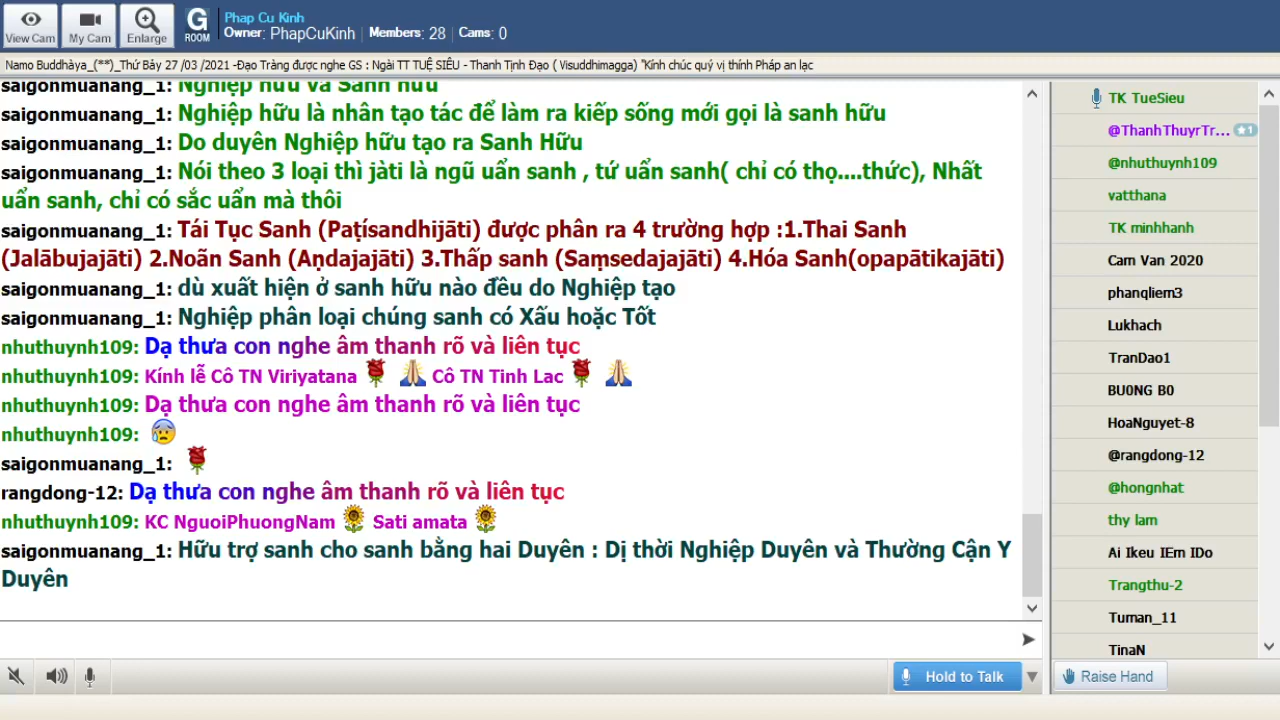 View Cam
My Cam
Enlarge
G
ROOM
Phap Cu Kinh
Owner: PhapCuKinh | Members: 28 | Cams: 0
Namo Buddhàya_(**)_Thứ Bảy 27 /03 /2021 -Đạo Tràng được nghe GS : Ngài TT TUỆ SIÊU - Thanh Tịnh Đạo ( Visuddhimagga) "Kính chúc quý vị thính Pháp an lạc
saigonmuanang_1: Nghiệp hữu và Sanh hữu
saigonmuanang_1: Nghiệp hữu là nhân tạo tác để làm ra kiếp sống mới gọi là sanh hữu
saigonmuanang_1: Do duyên Nghiệp hữu tạo ra Sanh Hữu
saigonmuanang_1: Nói theo 3 loại thì jàti là ngũ uẩn sanh , tứ uẩn sanh( chỉ có thọ....thức), Nhất
uẩn sanh, chỉ có sắc uẩn mà thôi
saigonmuanang_1: Tái Tục Sanh (Paṭísandhijāti) được phân ra 4 trường hợp :1.Thai Sanh
(Jalābujajāti) 2.Noãn Sanh (Aṇdajajāti) 3.Thấp sanh (Saṃsedajajāti) 4.Hóa Sanh(opapātikajāti)
saigonmuanang_1: dù xuất hiện ở sanh hữu nào đều do Nghiệp tạo
saigonmuanang_1: Nghiệp phân loại chúng sanh có Xấu hoặc Tốt
nhuthuynh109: Dạ thưa con nghe âm thanh rõ và liên tục
nhuthuynh109: Kính lễ Cô TN Viriyatana 🌹 🙏 Cô TN Tinh Lac 🌹 🙏
nhuthuynh109: Dạ thưa con nghe âm thanh rõ và liên tục
nhuthuynh109: 😰
saigonmuanang_1: 🌹
rangdong-12: Dạ thưa con nghe âm thanh rõ và liên tục
nhuthuynh109: KC NguoiPhuongNam 🌻 Sati amata 🌻
saigonmuanang_1: Hữu trợ sanh cho sanh bằng hai Duyên : Dị thời Nghiệp Duyên và Thường Cận Y
Duyên
Hold to Talk
TK TueSieu
@ThanhThuyrTr... ★1
@nhuthuynh109
vatthana
TK minhhanh
Cam Van 2020
phanqliem3
Lukhach
TranDao1
BU0NG B0
HoaNguyet-8
@rangdong-12
@hongnhat
thy lam
Ai Ikeu IEm IDo
Trangthu-2
Tuman_11
TinaN
Raise Hand